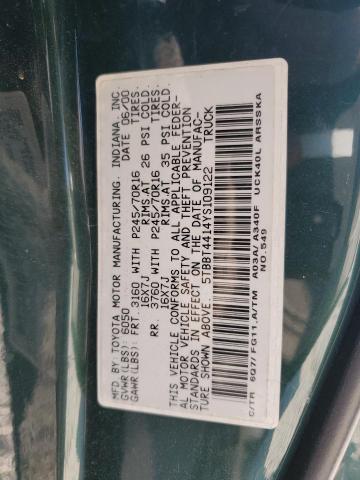 MFD.BY TOYOTA MOTOR MANUFACTURING, INDIANA, INC.
GVWR(LBS): 6050 DATE 06/00
GAWR(LBS): FRT. 3160 WITH P245/70R16 TIRES.
16X7J RIMS.AT 26 PSI COLD.
RR. 3760 WITH P245/70R16 TIRES.
16X7J RIMS.AT 35 PSI COLD.
THIS VEHICLE CONFORMS TO ALL APPLICABLE FEDER-
AL MOTOR VEHICLE SAFETY AND THEFT PREVENTION
STANDARDS IN EFFECT ON THE DATE OF MANUFAC-
TURE SHOWN ABOVE. 5TBBT4414YS109122 TRUCK
C/TR 6Q7/FG11,A/TM A03A/A340F UCK40L ARSSKA
NO.549